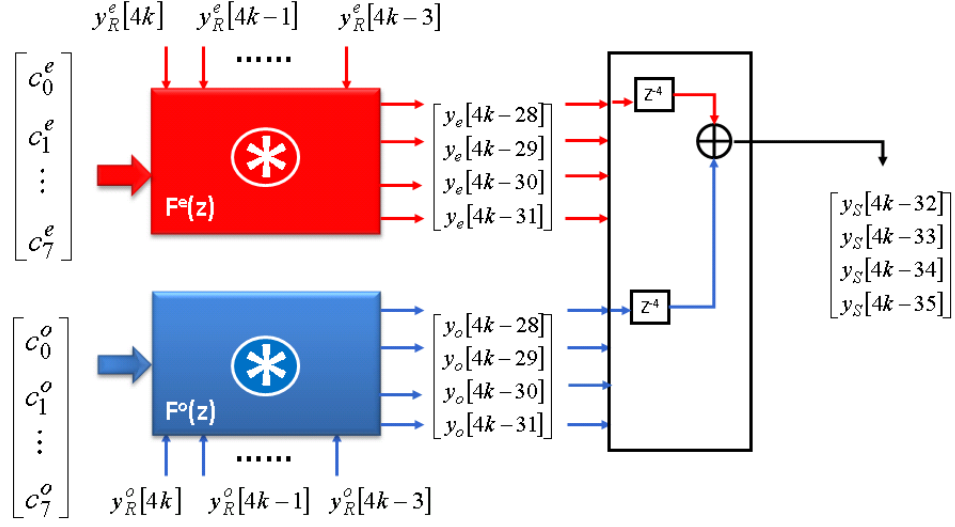 y_R^e[4k] y_R^e[4k−1] y_R^e[4k−3]
......
c_0^e
c_1^e
⋮
c_7^e
*
F^e(z)
y_e[4k−28]
y_e[4k−29]
y_e[4k−30]
y_e[4k−31]
Z^-4
+
y_S[4k−32]
y_S[4k−33]
y_S[4k−34]
y_S[4k−35]
c_0^o
c_1^o
⋮
c_7^o
*
F^o(z)
y_o[4k−28]
y_o[4k−29]
y_o[4k−30]
y_o[4k−31]
Z^-4
......
y_R^o[4k] y_R^o[4k−1] y_R^o[4k−3]